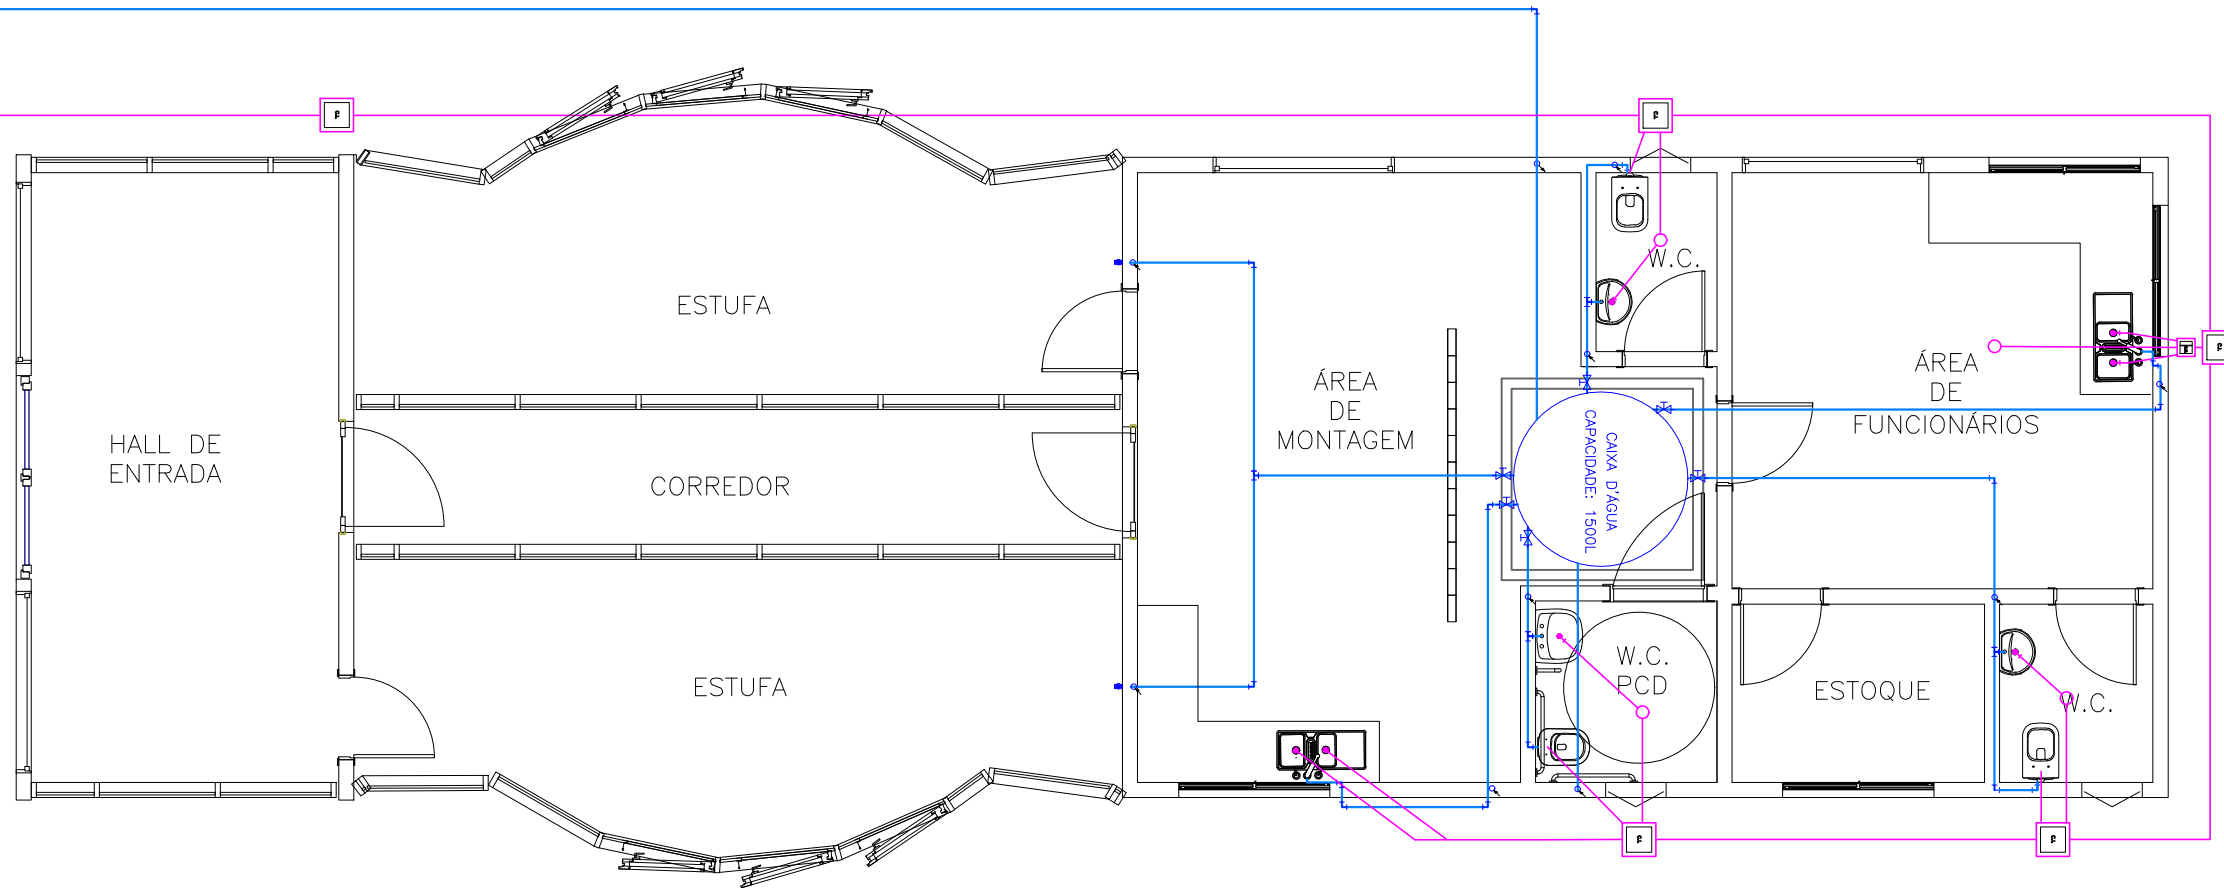 W.C.
ESTUFA
ÁREA
DE
MONTAGEM
ÁREA
DE
FUNCIONÁRIOS
HALL DE
ENTRADA
CORREDOR
CAIXA D'ÁGUA
CAPACIDADE: 1500L
ESTUFA
W.C.
PCD
ESTOQUE
W.C.